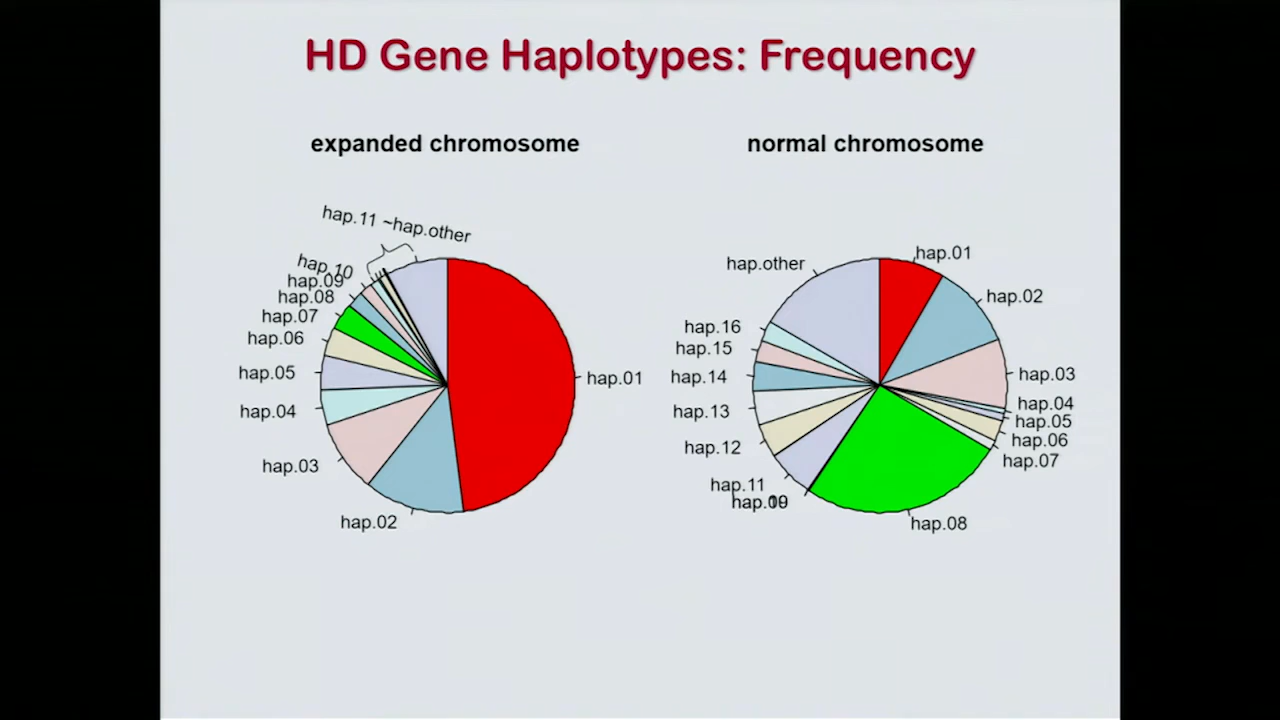 HD Gene Haplotypes: Frequency
expanded chromosome
hap.11 ~hap.other
hap.10
hap.09
hap.08
hap.07
hap.06
hap.05
hap.04
hap.03
hap.02
hap.01
normal chromosome
hap.01
hap.02
hap.03
hap.04
hap.05
hap.06
hap.07
hap.08
hap.11
hap.12
hap.13
hap.14
hap.15
hap.16
hap.other